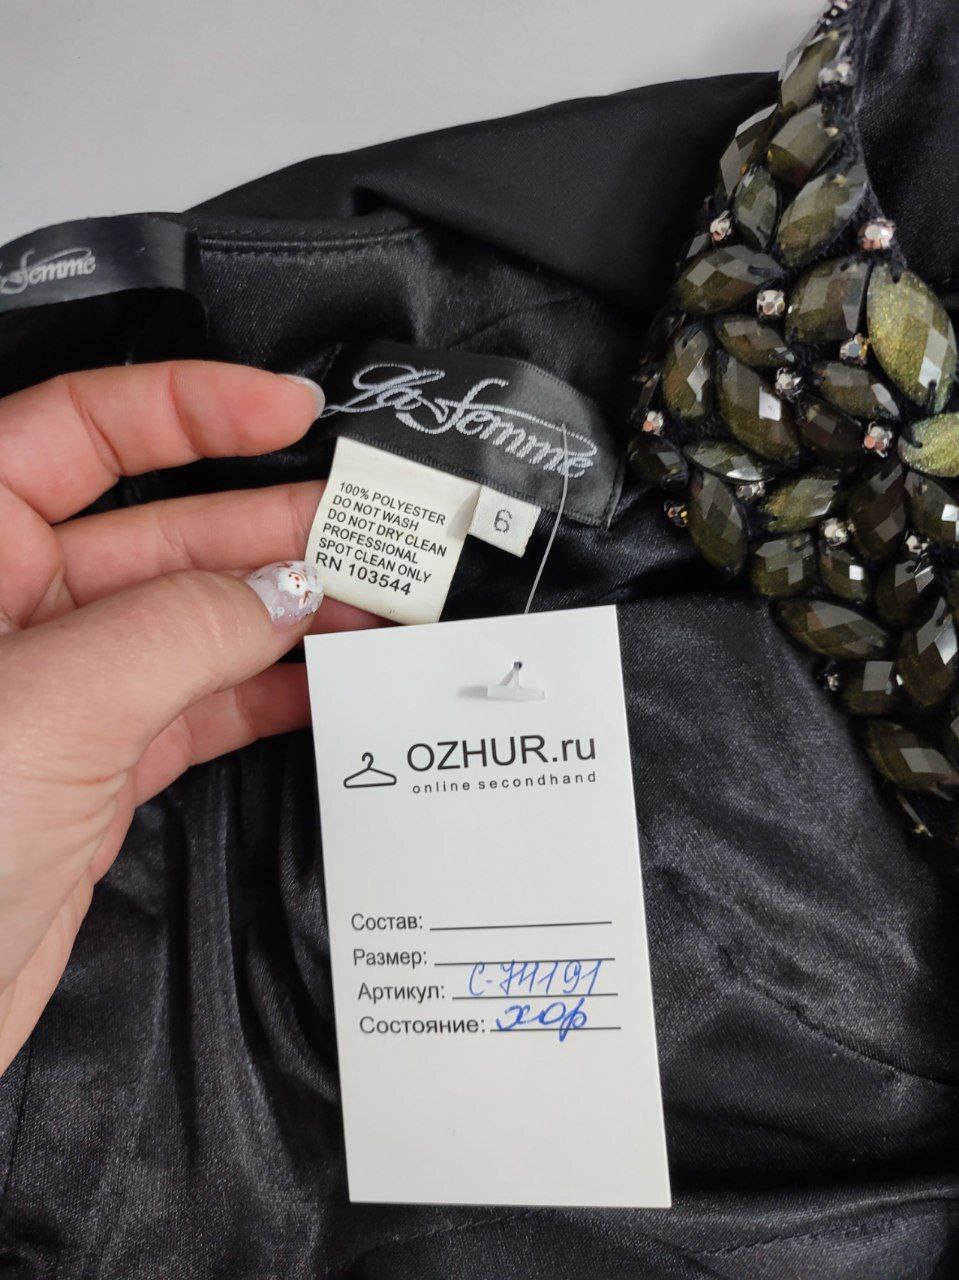 La Femme
La Femme
6
100% POLYESTER
DO NOT WASH
DO NOT DRY CLEAN
PROFESSIONAL
SPOT CLEAN ONLY
RN 103544
OZHUR.ru
online secondhand
Состав:
Размер:
Артикул: С-74191
Состояние: хор